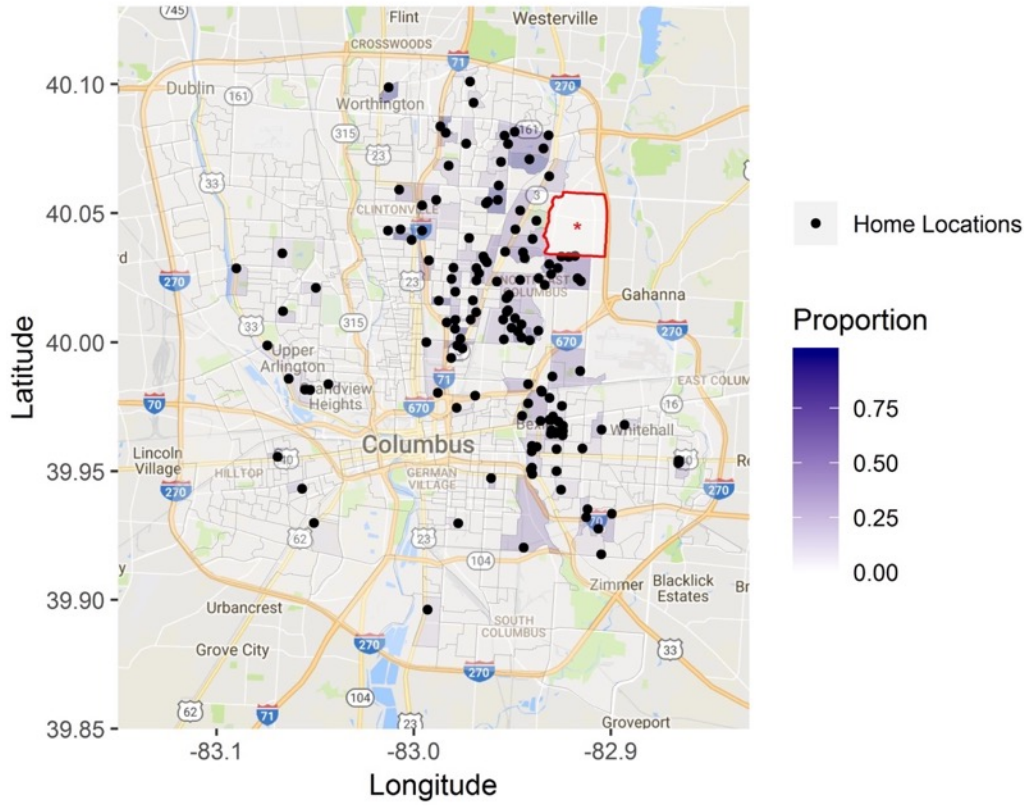 745
Flint
Westerville
CROSSWOODS
71
40.10
Dublin
161
270
Worthington
315
161
23
33
3
40.05
CLINTONVILLE
Home Locations
270
23
Gahanna
Proportion
COLUMBUS
33
315
40.00
670
270
Upper
Arlington
71
EAST COLUM
Latitude
70
Heights
670
16
0.75
Whitehall
Columbus
Lincoln
Village
39.95
HILLTOP
40
GERMAN
VILLAGE
0.50
270
270
0.25
62
23
70
104
0.00
Zimmer
Blacklick
Estates
39.90
Urbancrest
SOUTH
COLUMBUS
270
Grove City
33
270
104
62
71
23
Groveport
39.85
-83.1
-83.0
-82.9
Longitude